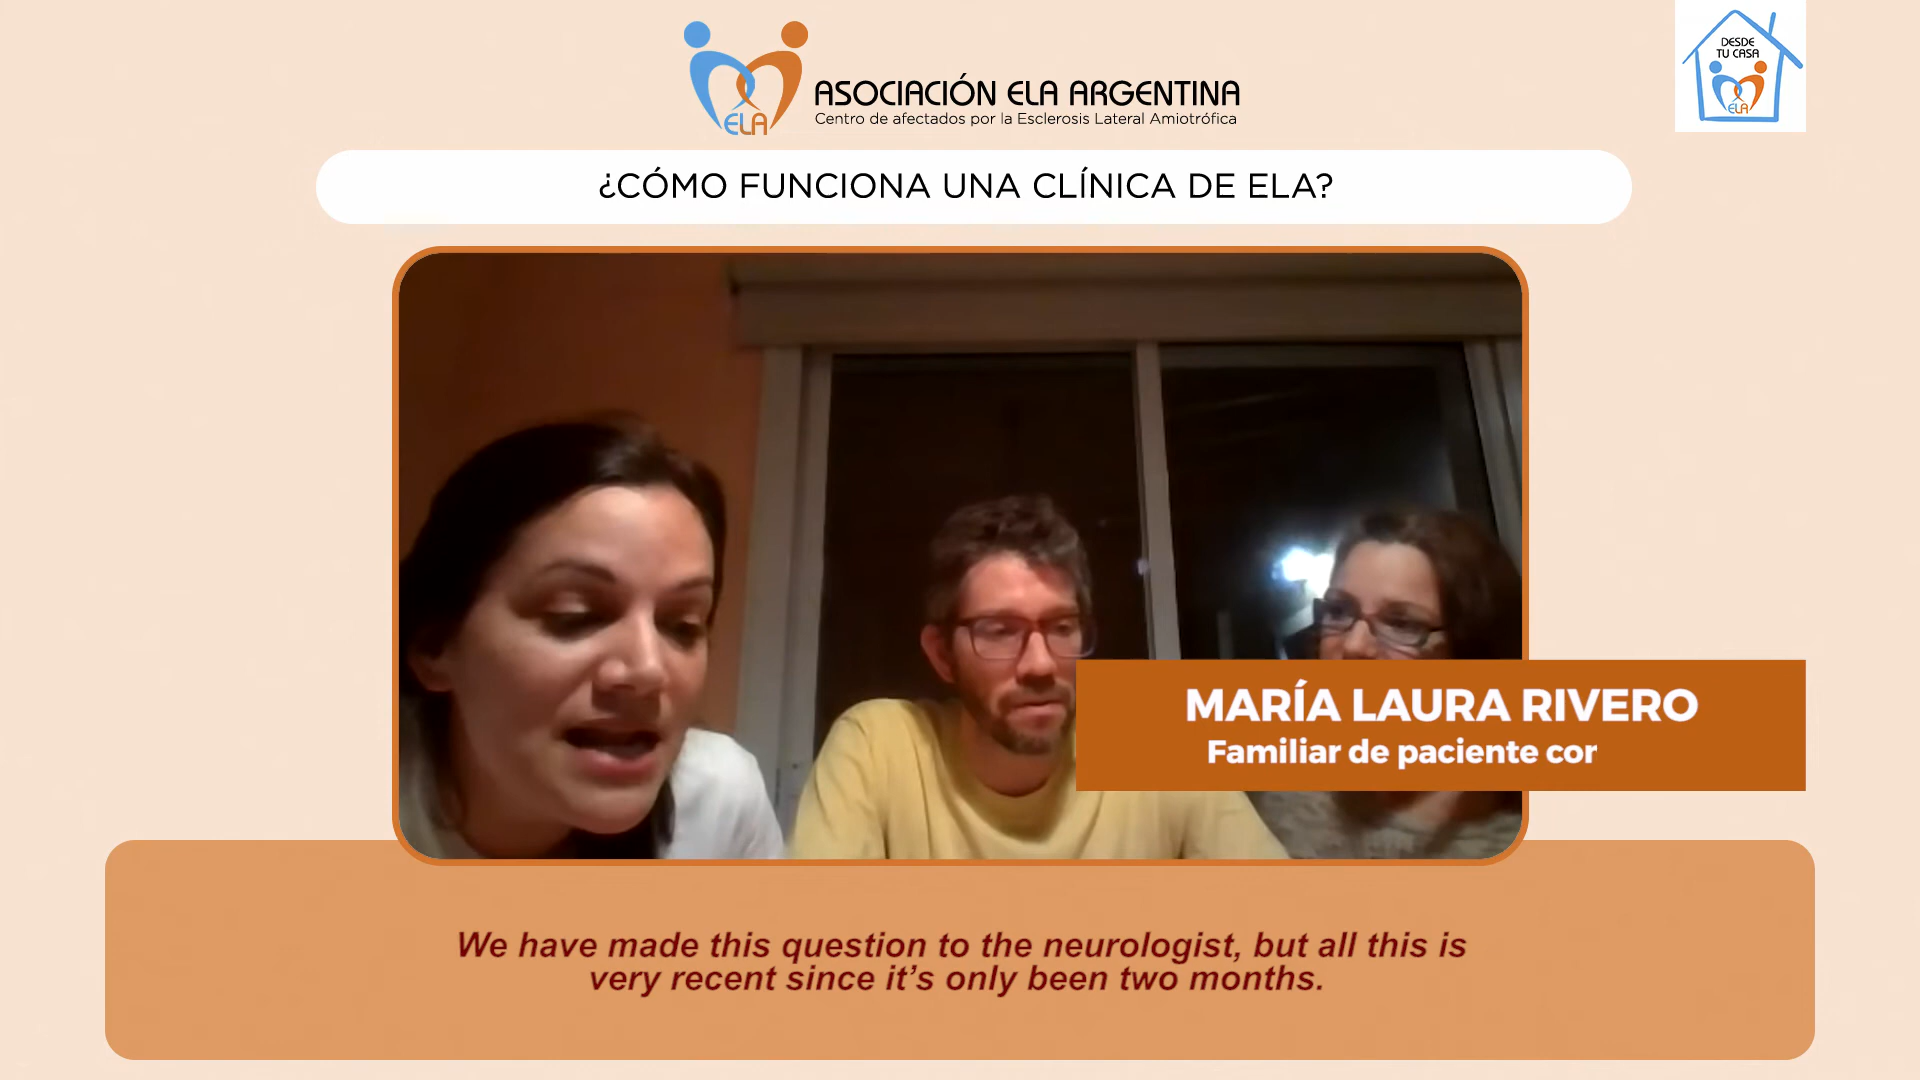 ELA
ASOCIACIÓN ELA ARGENTINA
Centro de afectados por la Esclerosis Lateral Amiotrófica
DESDE
TU CASA
ELA
¿CÓMO FUNCIONA UNA CLÍNICA DE ELA?
MARÍA LAURA RIVERO
Familiar de paciente cor
We have made this question to the neurologist, but all this is
very recent since it’s only been two months.